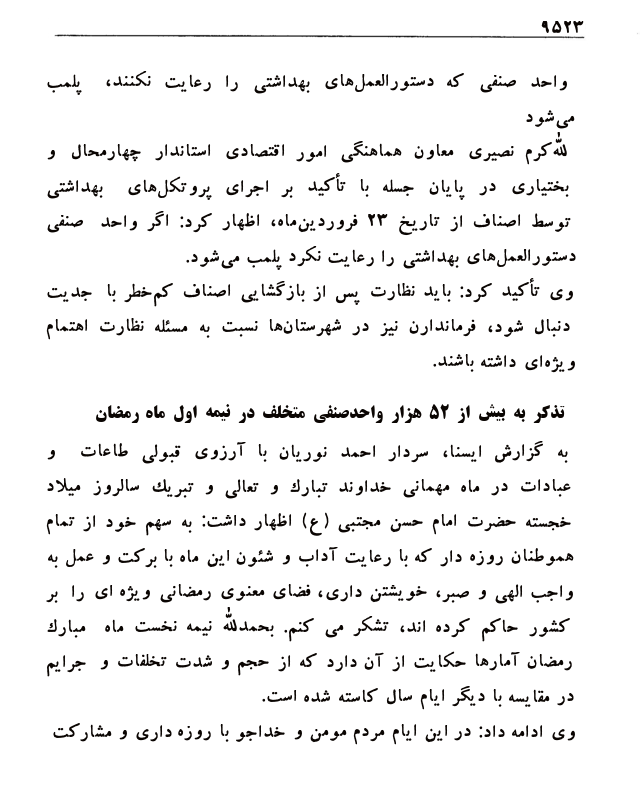 ۹۵۲۳
واحد صنفی که دستورالعمل‌های بهداشتی را رعایت نکنند، پلمب
می‌شود
لله‌کرم نصیری معاون هماهنگی امور اقتصادی استاندار چهارمحال و
بختیاری در پایان جسله با تأکید بر اجرای پروتکل‌های بهداشتی
توسط اصناف از تاریخ ۲۳ فروردین‌ماه، اظهار کرد: اگر واحد صنفی
دستورالعمل‌های بهداشتی را رعایت نکرد پلمب می‌شود.
وی تأکید کرد: باید نظارت پس از بازگشایی اصناف کم‌خطر با جدیت
دنبال شود، فرماندارن نیز در شهرستان‌ها نسبت به مسئله نظارت اهتمام
ویژه‌ای داشته باشند.
تذکر به بیش از ۵۲ هزار واحدصنفی متخلف در نیمه اول ماه رمضان
به گزارش ایسنا، سردار احمد نوریان با آرزوی قبولی طاعات و
عبادات در ماه مهمانی خداوند تبارك و تعالی و تبریك سالروز میلاد
خجسته حضرت امام حسن مجتبی (ع) اظهار داشت: به سهم خود از تمام
هموطنان روزه دار که با رعایت آداب و شئون این ماه با برکت و عمل به
واجب الهی و صبر، خویشتن داری، فضای معنوی رمضانی ویژه ای را بر
کشور حاکم کرده اند، تشکر می کنم. بحمدلله نیمه نخست ماه مبارك
رمضان آمارها حکایت از آن دارد که از حجم و شدت تخلفات و جرایم
در مقایسه با دیگر ایام سال کاسته شده است.
وی ادامه داد: در این ایام مردم مومن و خداجو با روزه داری و مشارکت